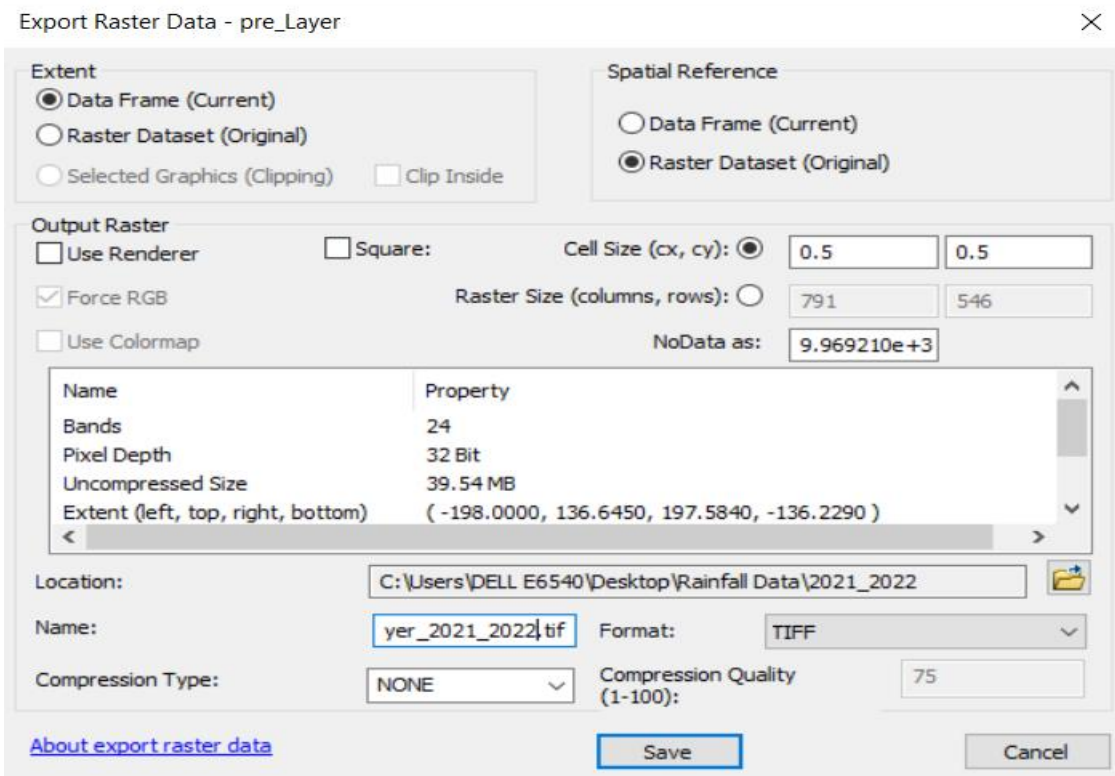 Export Raster Data - pre_Layer
Extent
Data Frame (Current)
Raster Dataset (Original)
Selected Graphics (Clipping) Clip Inside
Spatial Reference
Data Frame (Current)
Raster Dataset (Original)
Output Raster
Use Renderer Square: Cell Size (cx, cy): 0.5 0.5
Force RGB Raster Size (columns, rows): 791 546
Use Colormap NoData as: 9.969210e+3
Name Property
Bands 24
Pixel Depth 32 Bit
Uncompressed Size 39.54 MB
Extent (left, top, right, bottom) ( -198.0000, 136.6450, 197.5840, -136.2290 )
Location: C:\Users\DELL E6540\Desktop\Rainfall Data\2021_2022
Name: yer_2021_2022.tif Format: TIFF
Compression Type: NONE Compression Quality (1-100): 75
About export raster data Save Cancel